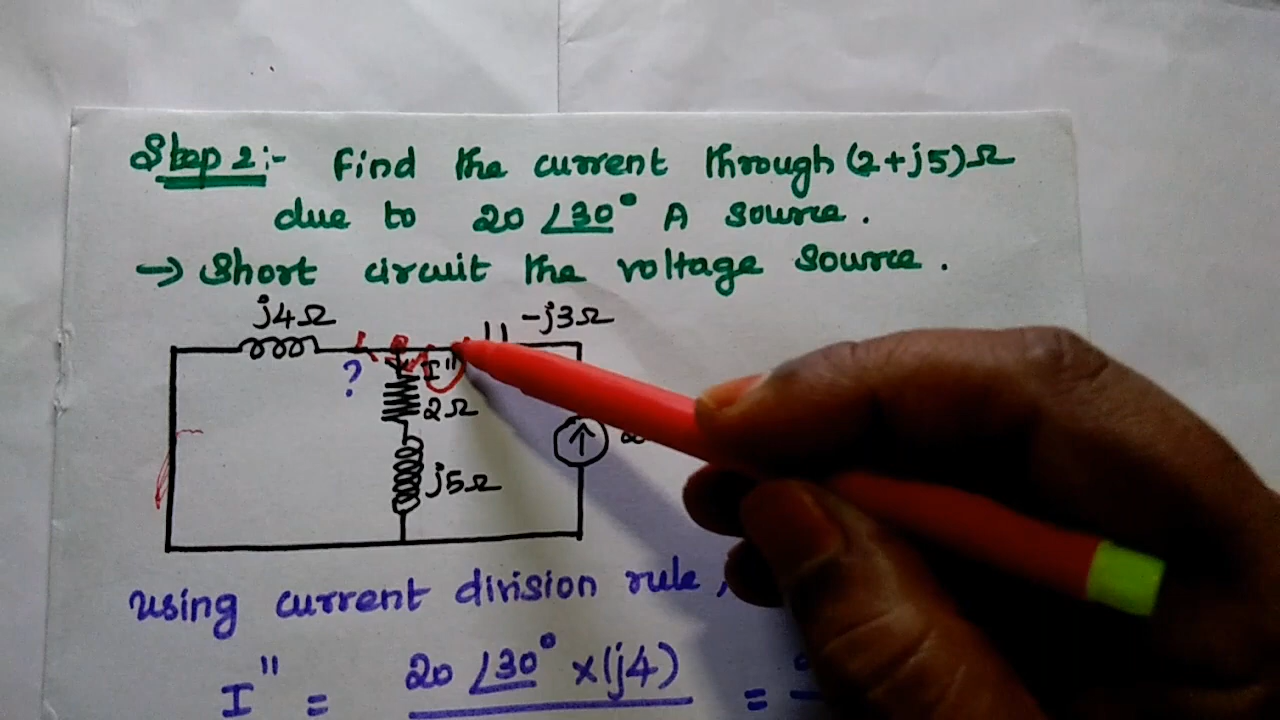 Step 2:- Find the current through (2+j5)Ω
due to 20 ∠30° A source.
→ Short circuit the voltage source.
j4Ω
-j3Ω
?
I"
2Ω
j5Ω
using current division rule,
I" = 20 ∠30° x(j4) =